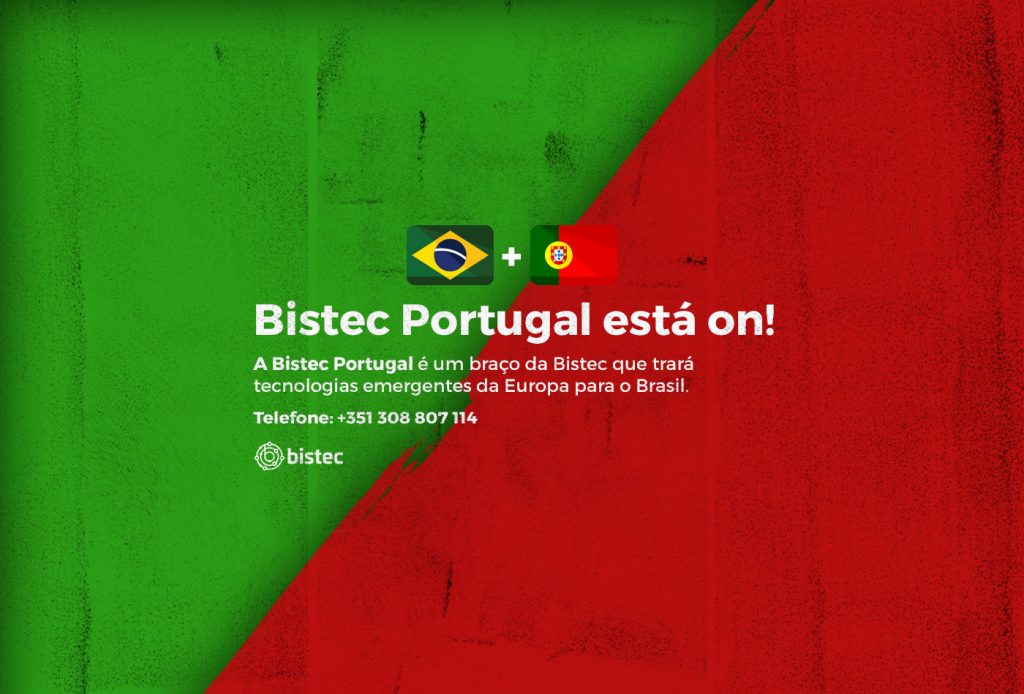 +
Bistec Portugal está on!
A Bistec Portugal é um braço da Bistec que trará
tecnologias emergentes da Europa para o Brasil.
Telefone: +351 308 807 114
bistec